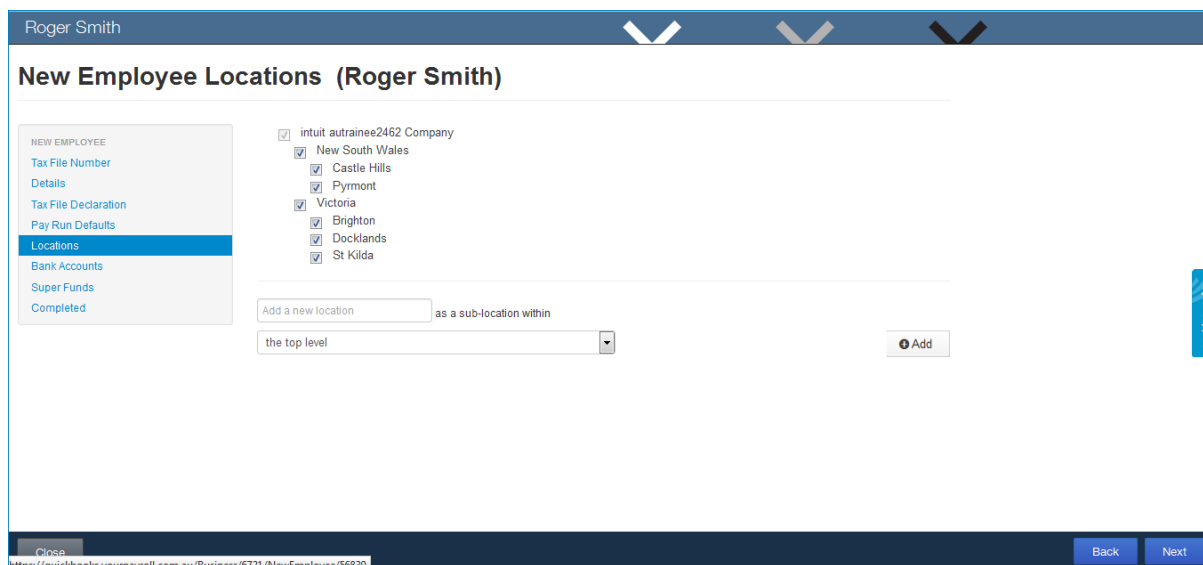 Roger Smith
New Employee Locations (Roger Smith)
NEW EMPLOYEE
Tax File Number
Details
Tax File Declaration
Pay Run Defaults
Locations
Bank Accounts
Super Funds
Completed
intuit autrainee2462 Company
New South Wales
Castle Hills
Pyrmont
Victoria
Brighton
Docklands
St Kilda
Add a new location as a sub-location within
the top level
Add
Close
Back Next